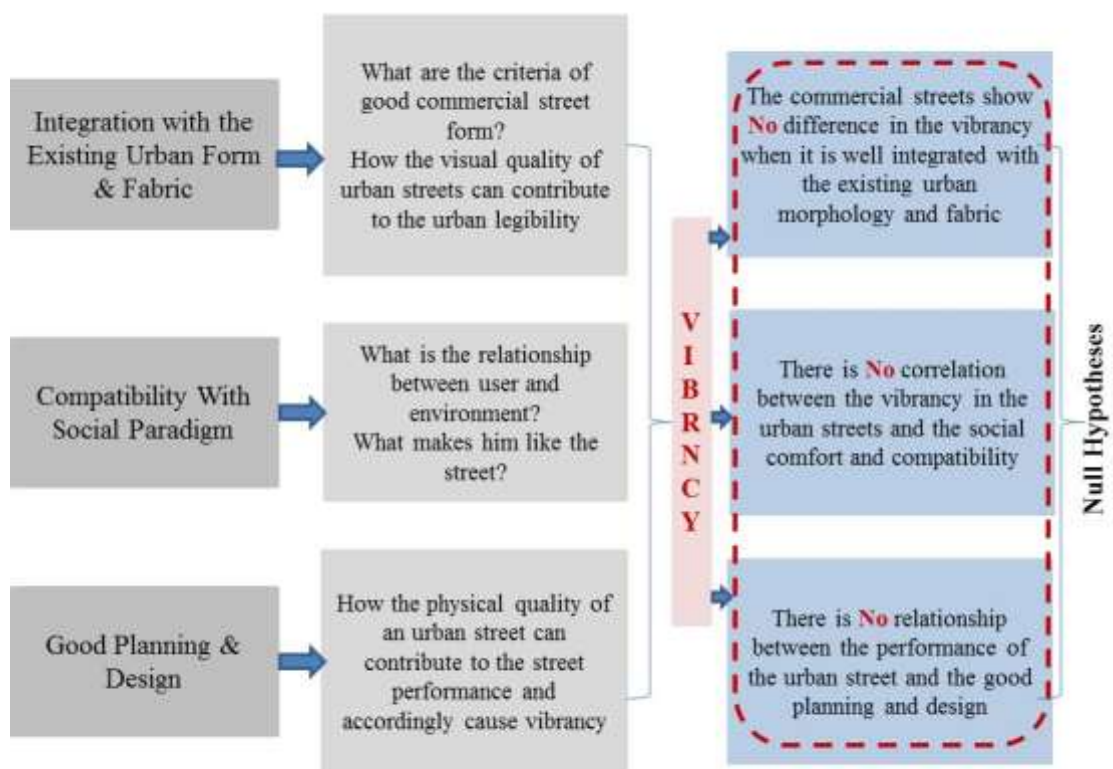 Integration with the
Existing Urban Form
& Fabric
What are the criteria of
good commercial street
form?
How the visual quality of
urban streets can contribute
to the urban legibility
The commercial streets show
No difference in the vibrancy
when it is well integrated with
the existing urban
morphology and fabric
Compatibility With
Social Paradigm
What is the relationship
between user and
environment?
What makes him like the
street?
V
I
B
R
N
C
Y
There is No correlation
between the vibrancy in the
urban streets and the social
comfort and compatibility
Null Hypotheses
Good Planning &
Design
How the physical quality of
an urban street can
contribute to the street
performance and
accordingly cause vibrancy
There is No relationship
between the performance of
the urban street and the good
planning and design